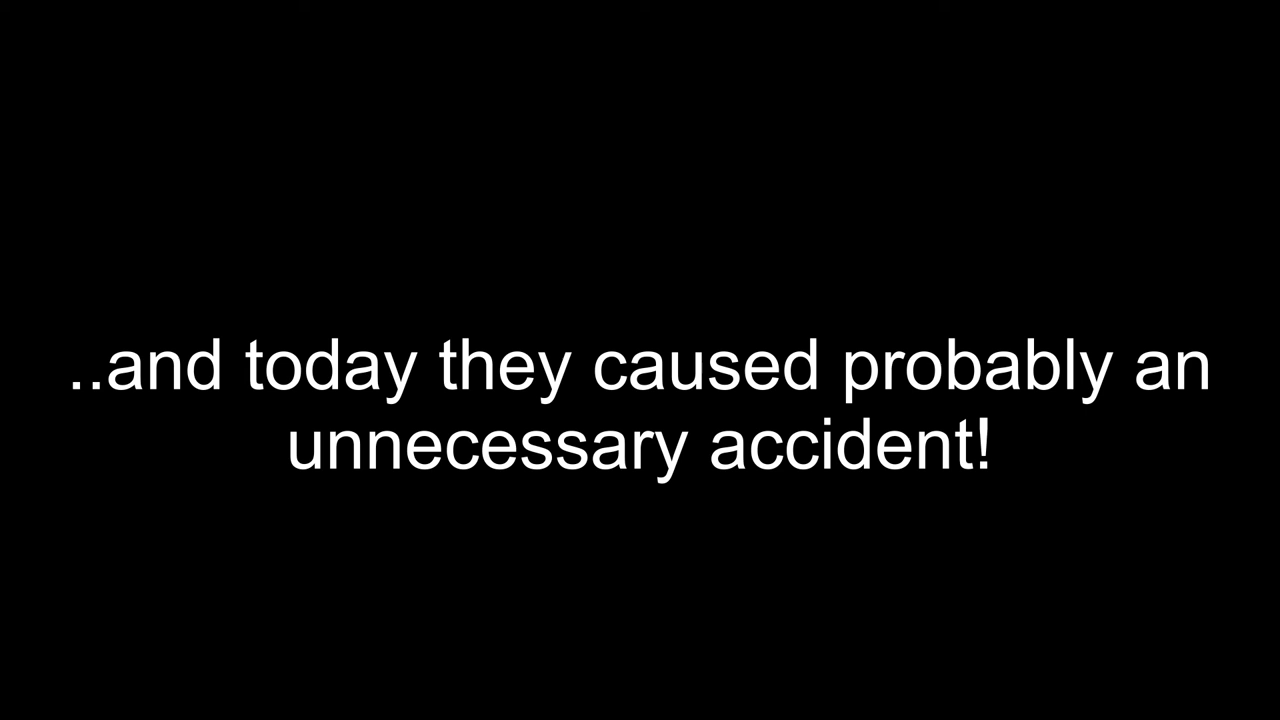 ..and today they caused probably an
unnecessary accident!